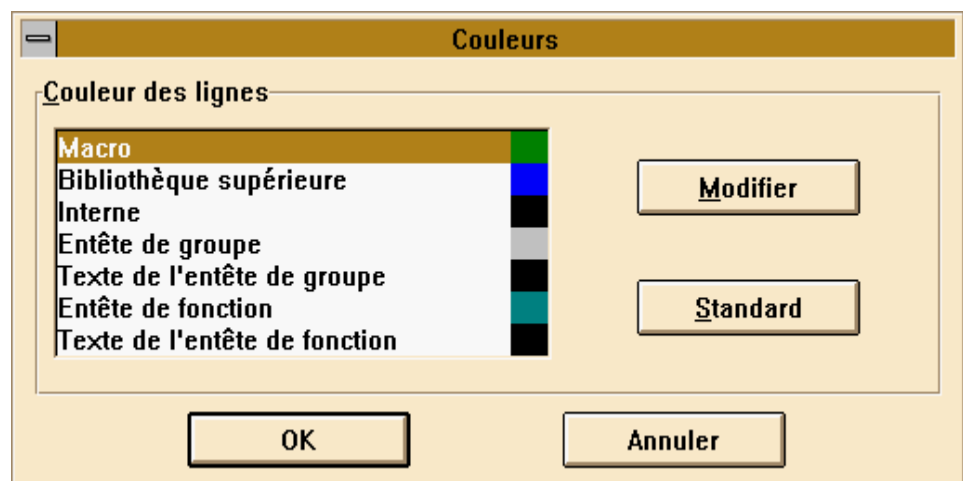 Couleurs
Couleur des lignes
Macro
Bibliothèque supérieure
Interne
Entête de groupe
Texte de l'entête de groupe
Entête de fonction
Texte de l'entête de fonction
Modifier
Standard
OK
Annuler